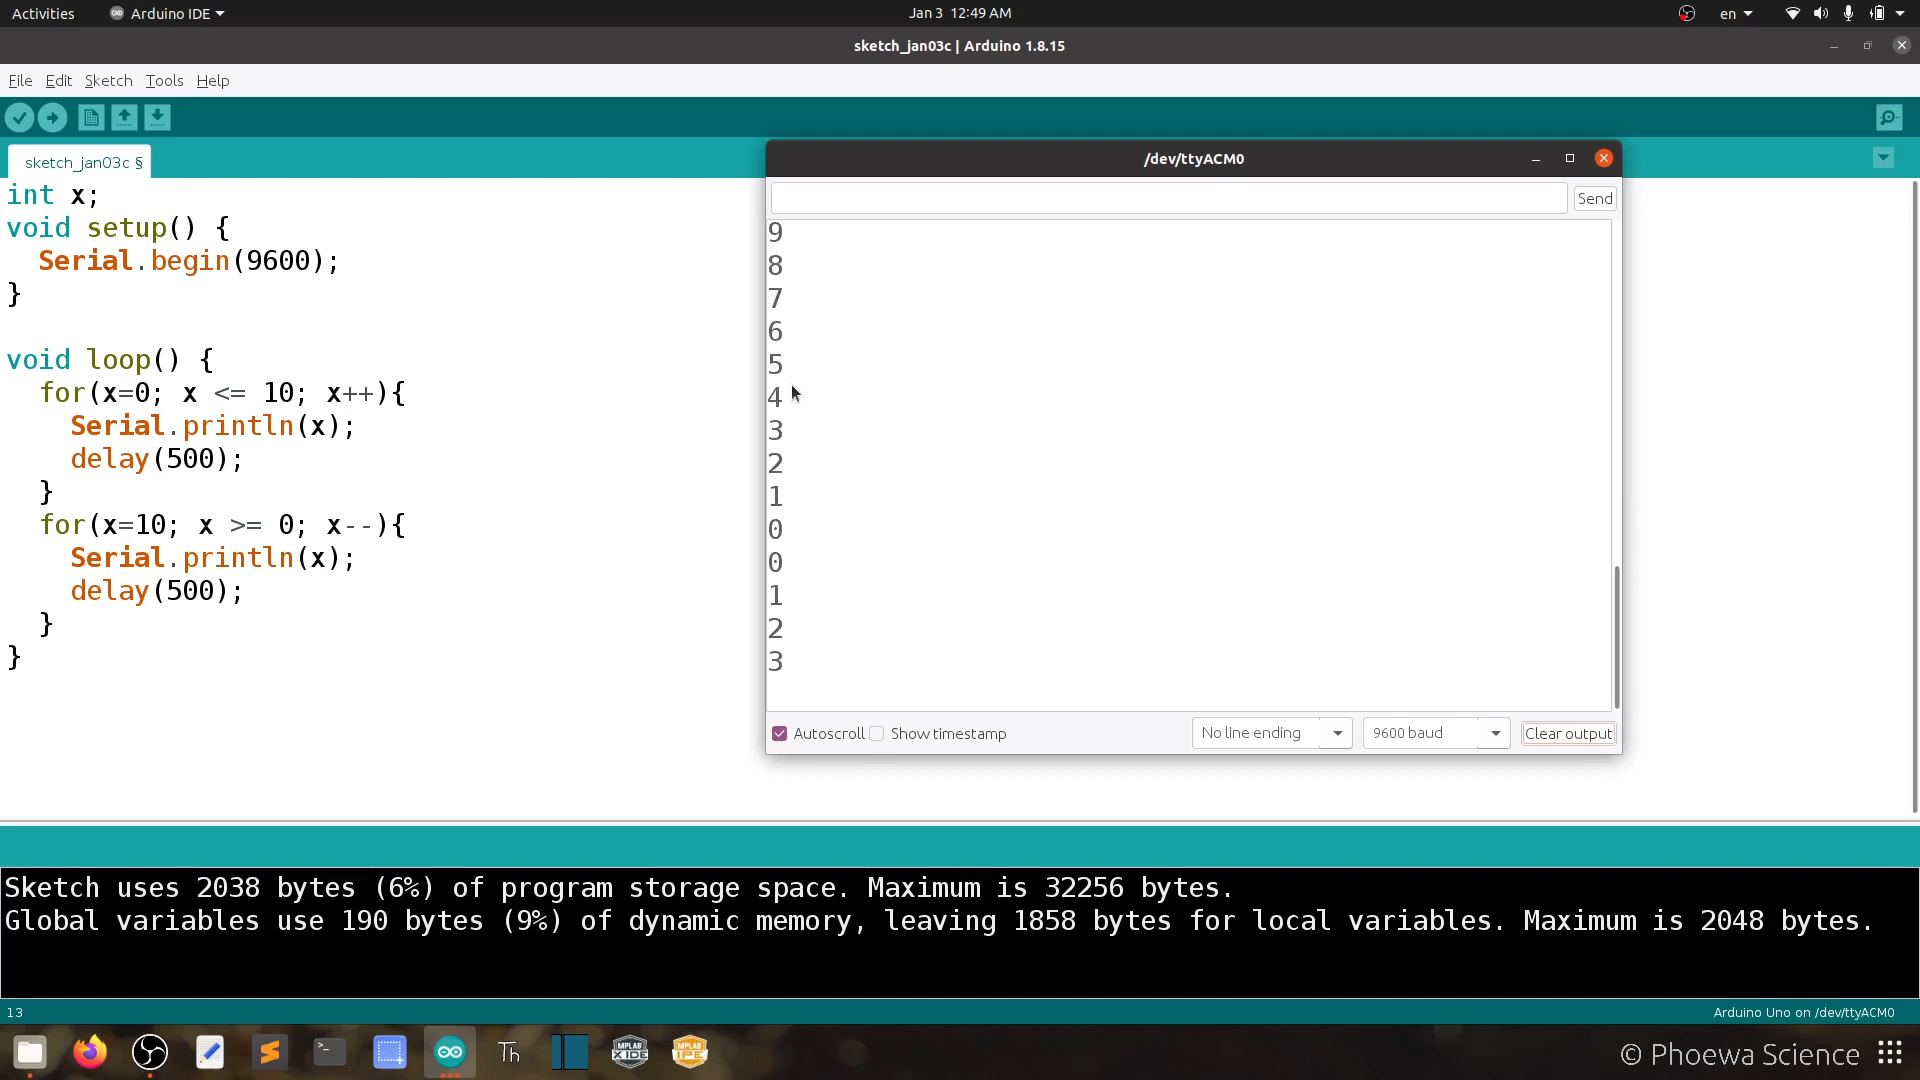 Activities
Arduino IDE
Jan 3 12:49 AM
en
sketch_jan03c | Arduino 1.8.15
File Edit Sketch Tools Help
sketch_jan03c §
int x;
void setup() {
  Serial.begin(9600);
}

void loop() {
  for(x=0; x <= 10; x++){
    Serial.println(x);
    delay(500);
  }
  for(x=10; x >= 0; x--){
    Serial.println(x);
    delay(500);
  }
}
/dev/ttyACM0
Send
9
8
7
6
5
4
3
2
1
0
0
1
2
3
Autoscroll
Show timestamp
No line ending
9600 baud
Clear output
Sketch uses 2038 bytes (6%) of program storage space. Maximum is 32256 bytes.
Global variables use 190 bytes (9%) of dynamic memory, leaving 1858 bytes for local variables. Maximum is 2048 bytes.
13
Arduino Uno on /dev/ttyACM0
>_
Th
MPLAB
X IDE
MPLAB
IPE
© Phoewa Science